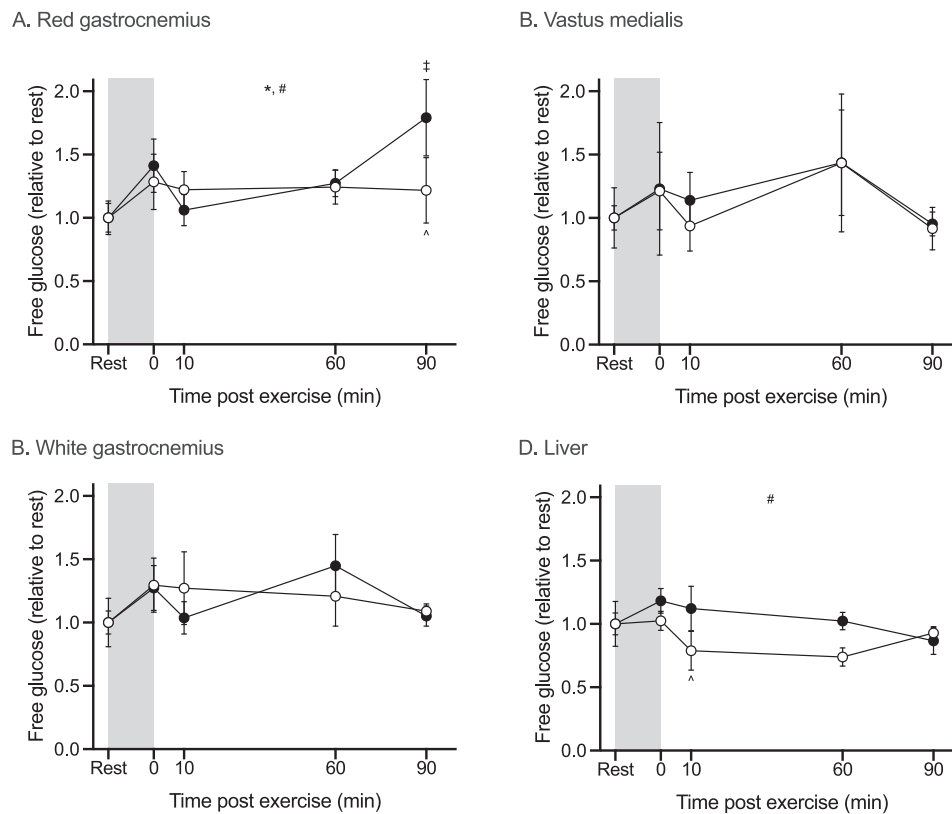 A. Red gastrocnemius
Free glucose (relative to rest)
2.0
1.5
1.0
0.5
0.0
*, #
‡
^
Rest 0 10 60 90
Time post exercise (min)
B. Vastus medialis
Free glucose (relative to rest)
2.0
1.5
1.0
0.5
0.0
Rest 0 10 60 90
Time post exercise (min)
B. White gastrocnemius
Free glucose (relative to rest)
2.0
1.5
1.0
0.5
0.0
Rest 0 10 60 90
Time post exercise (min)
D. Liver
Free glucose (relative to rest)
2.0
1.5
1.0
0.5
0.0
#
^
Rest 0 10 60 90
Time post exercise (min)